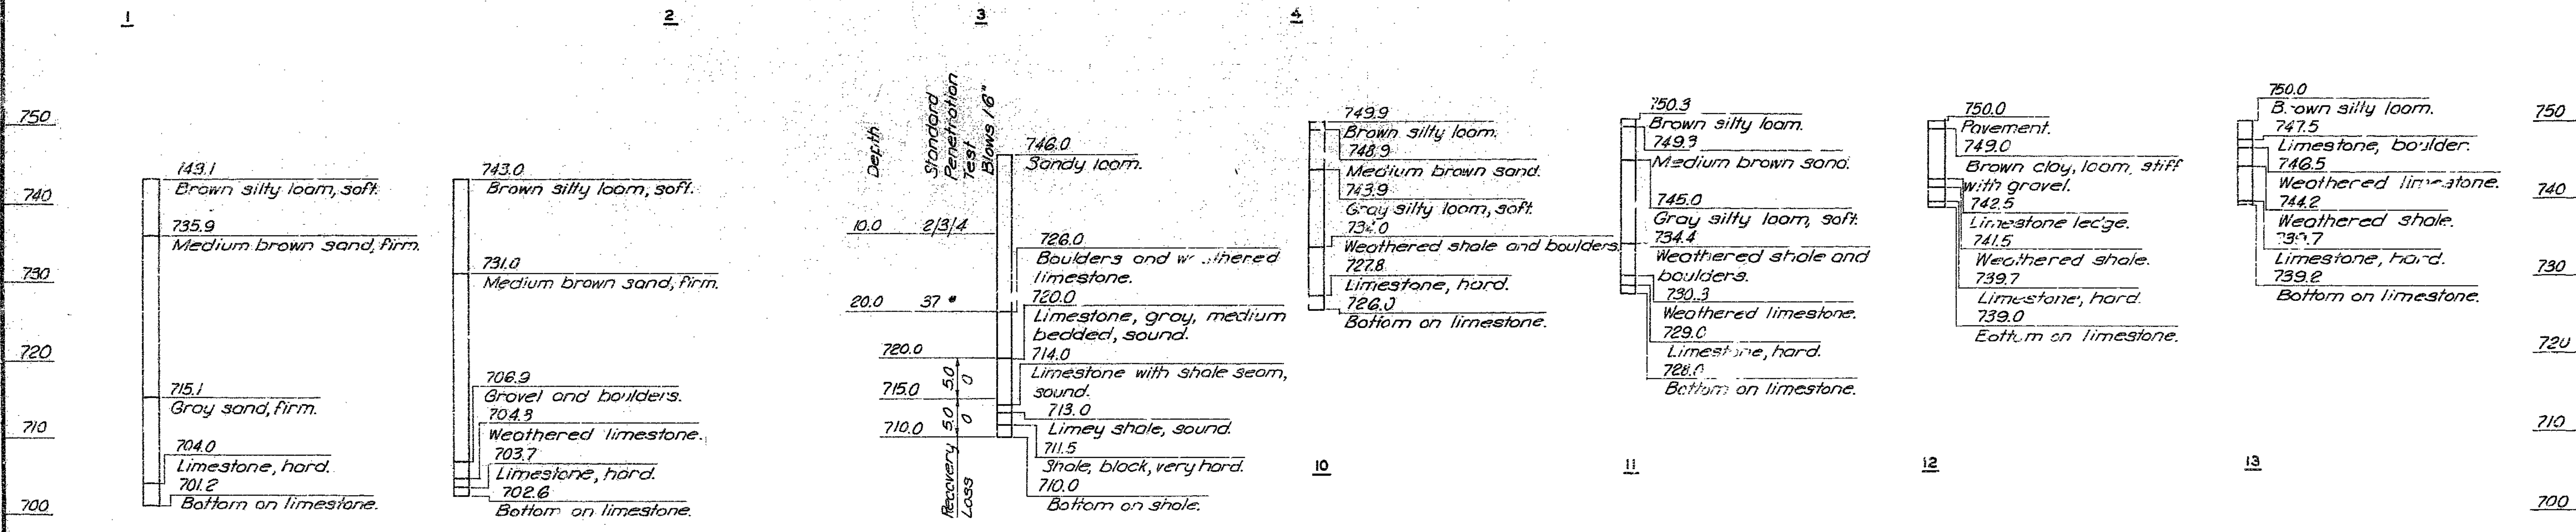 1
2
3
4
750
740
730
720
710
700
743.1
Brown silty loam, soft.
735.9
Medium brown sand, firm.
715.1
Gray sand, firm.
704.0
Limestone, hard.
701.2
Bottom on limestone.
743.0
Brown silty loam, soft.
731.0
Medium brown sand, firm.
706.9
Gravel and boulders.
704.3
Weathered limestone.
703.7
Limestone, hard.
702.6
Bottom on limestone.
Depth
Standard
Penetration
Test
Blows / 6"
10.0 2/3/4
20.0 37 *
720.0
715.0
710.0
5.0 0
5.0 0
Recovery
Loss
746.0
Sandy loam.
726.0
Boulders and
limestone.
720.0
Limestone, gray, medium
bedded, sound.
714.0
Limestone with shale seam,
sound.
713.0
Limey shale, sound.
711.5
Shale, black, very hard.
710.0
Bottom on shale.
749.9
Brown silty loam.
748.9
Medium brown sand.
743.9
Gray silty loam, soft.
Weathered shale and boulders.
727.8
Limestone, hard.
726.0
Bottom on limestone.
10
750.3
Brown silty loam.
749.3
Medium brown sand.
745.0
Gray silty loam, soft.
734.4
Weathered shale and
boulders.
730.3
Weathered limestone.
729.0
Limestone, hard.
728.0
Bottom on limestone.
11
750.0
Pavement.
749.0
Brown clay, loam, stiff
with gravel.
742.5
Limestone ledge.
741.5
Weathered shale.
739.7
Limestone, hard.
739.0
Bottom on limestone.
12
750.0
Brown silty loam.
747.5
Limestone, boulder.
746.5
Weathered limestone.
744.2
Weathered shale.
739.7
Limestone, hard.
739.2
Bottom on limestone.
13
750
740
730
720
710
700